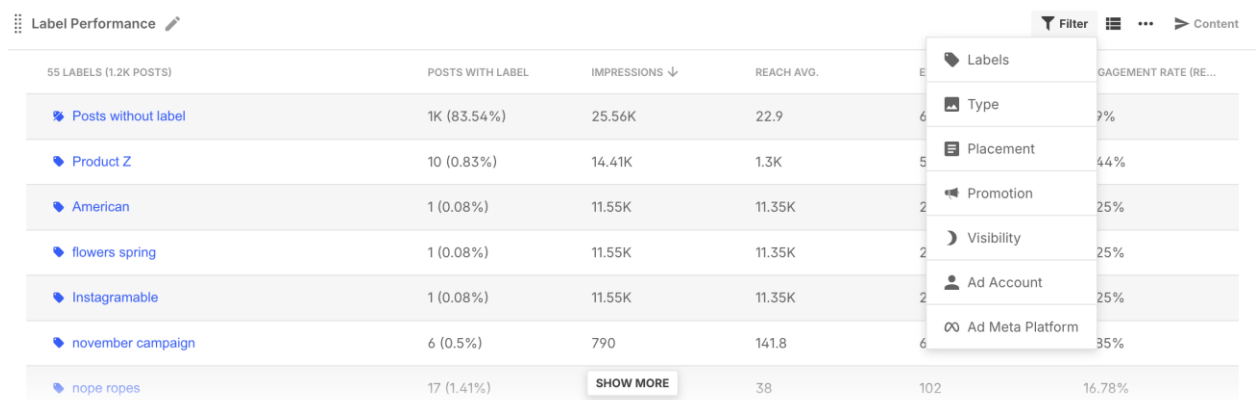 Label Performance
Filter
Content
55 LABELS (1.2K POSTS) POSTS WITH LABEL IMPRESSIONS REACH AVG.
Labels
Type
Placement
Promotion
Visibility
Ad Account
Ad Meta Platform
Posts without label 1K (83.54%) 25.56K 22.9
Product Z 10 (0.83%) 14.41K 1.3K
American 1 (0.08%) 11.55K 11.35K
flowers spring 1 (0.08%) 11.55K 11.35K
Instagramable 1 (0.08%) 11.55K 11.35K
november campaign 6 (0.5%) 790 141.8
nope ropes 17 (1.41%) 38 102 16.78%
SHOW MORE